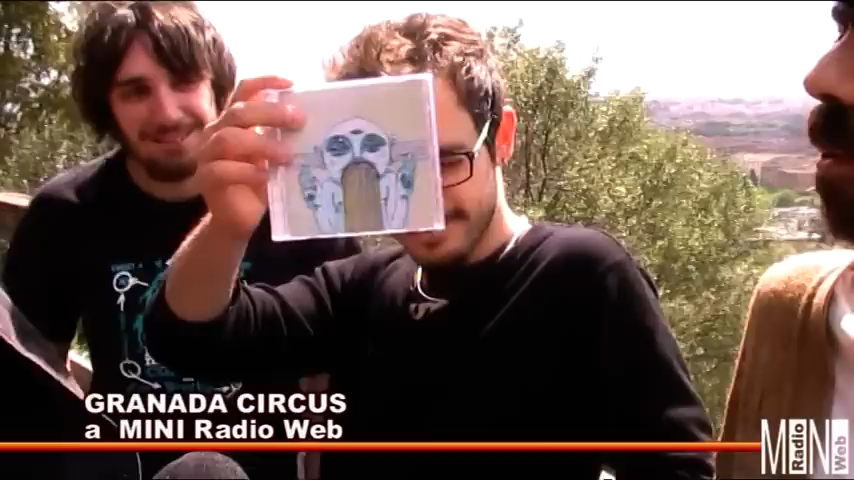 GRANADA CIRCUS
a MINI Radio Web
MINI
Radio
Web